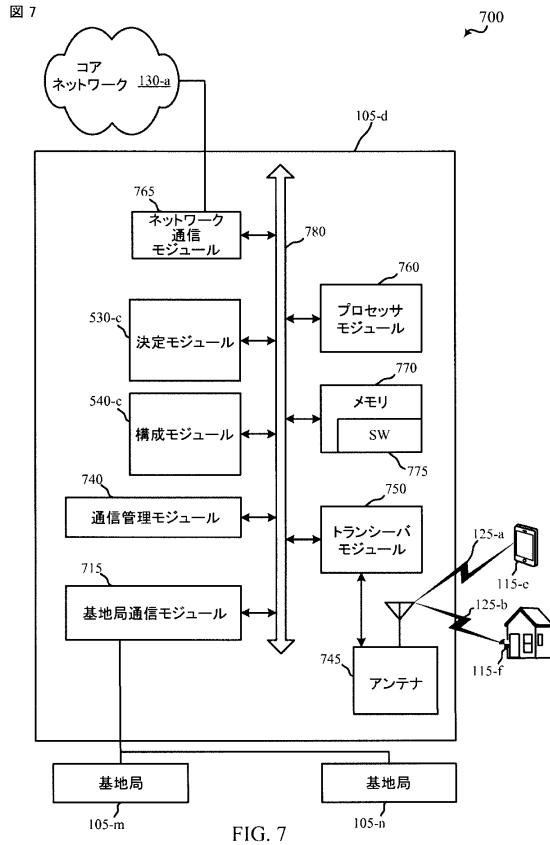 図 7
700
コア
ネットワーク 130-a
105-d
765
ネットワーク
通信
モジュール
780
760
プロセッサ
モジュール
530-c
決定モジュール
770
メモリ
SW
775
540-c
構成モジュール
740
通信管理モジュール
750
トランシーバ
モジュール
125-a
115-e
715
基地局通信モジュール
125-b
115-f
745
アンテナ
基地局
105-m
基地局
105-n
FIG. 7